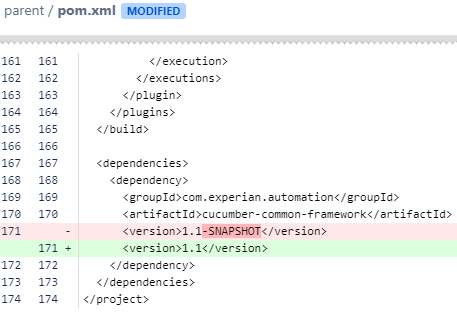 parent / pom.xml MODIFIED
161 161 </execution>
162 162 </executions>
163 163 </plugin>
164 164 </plugins>
165 165 </build>
166 166
167 167 <dependencies>
168 168 <dependency>
169 169 <groupId>com.experian.automation</groupId>
170 170 <artifactId>cucumber-common-framework</artifactId>
171 - <version>1.1-SNAPSHOT</version>
171 + <version>1.1</version>
172 172 </dependency>
173 173 </dependencies>
174 174 </project>